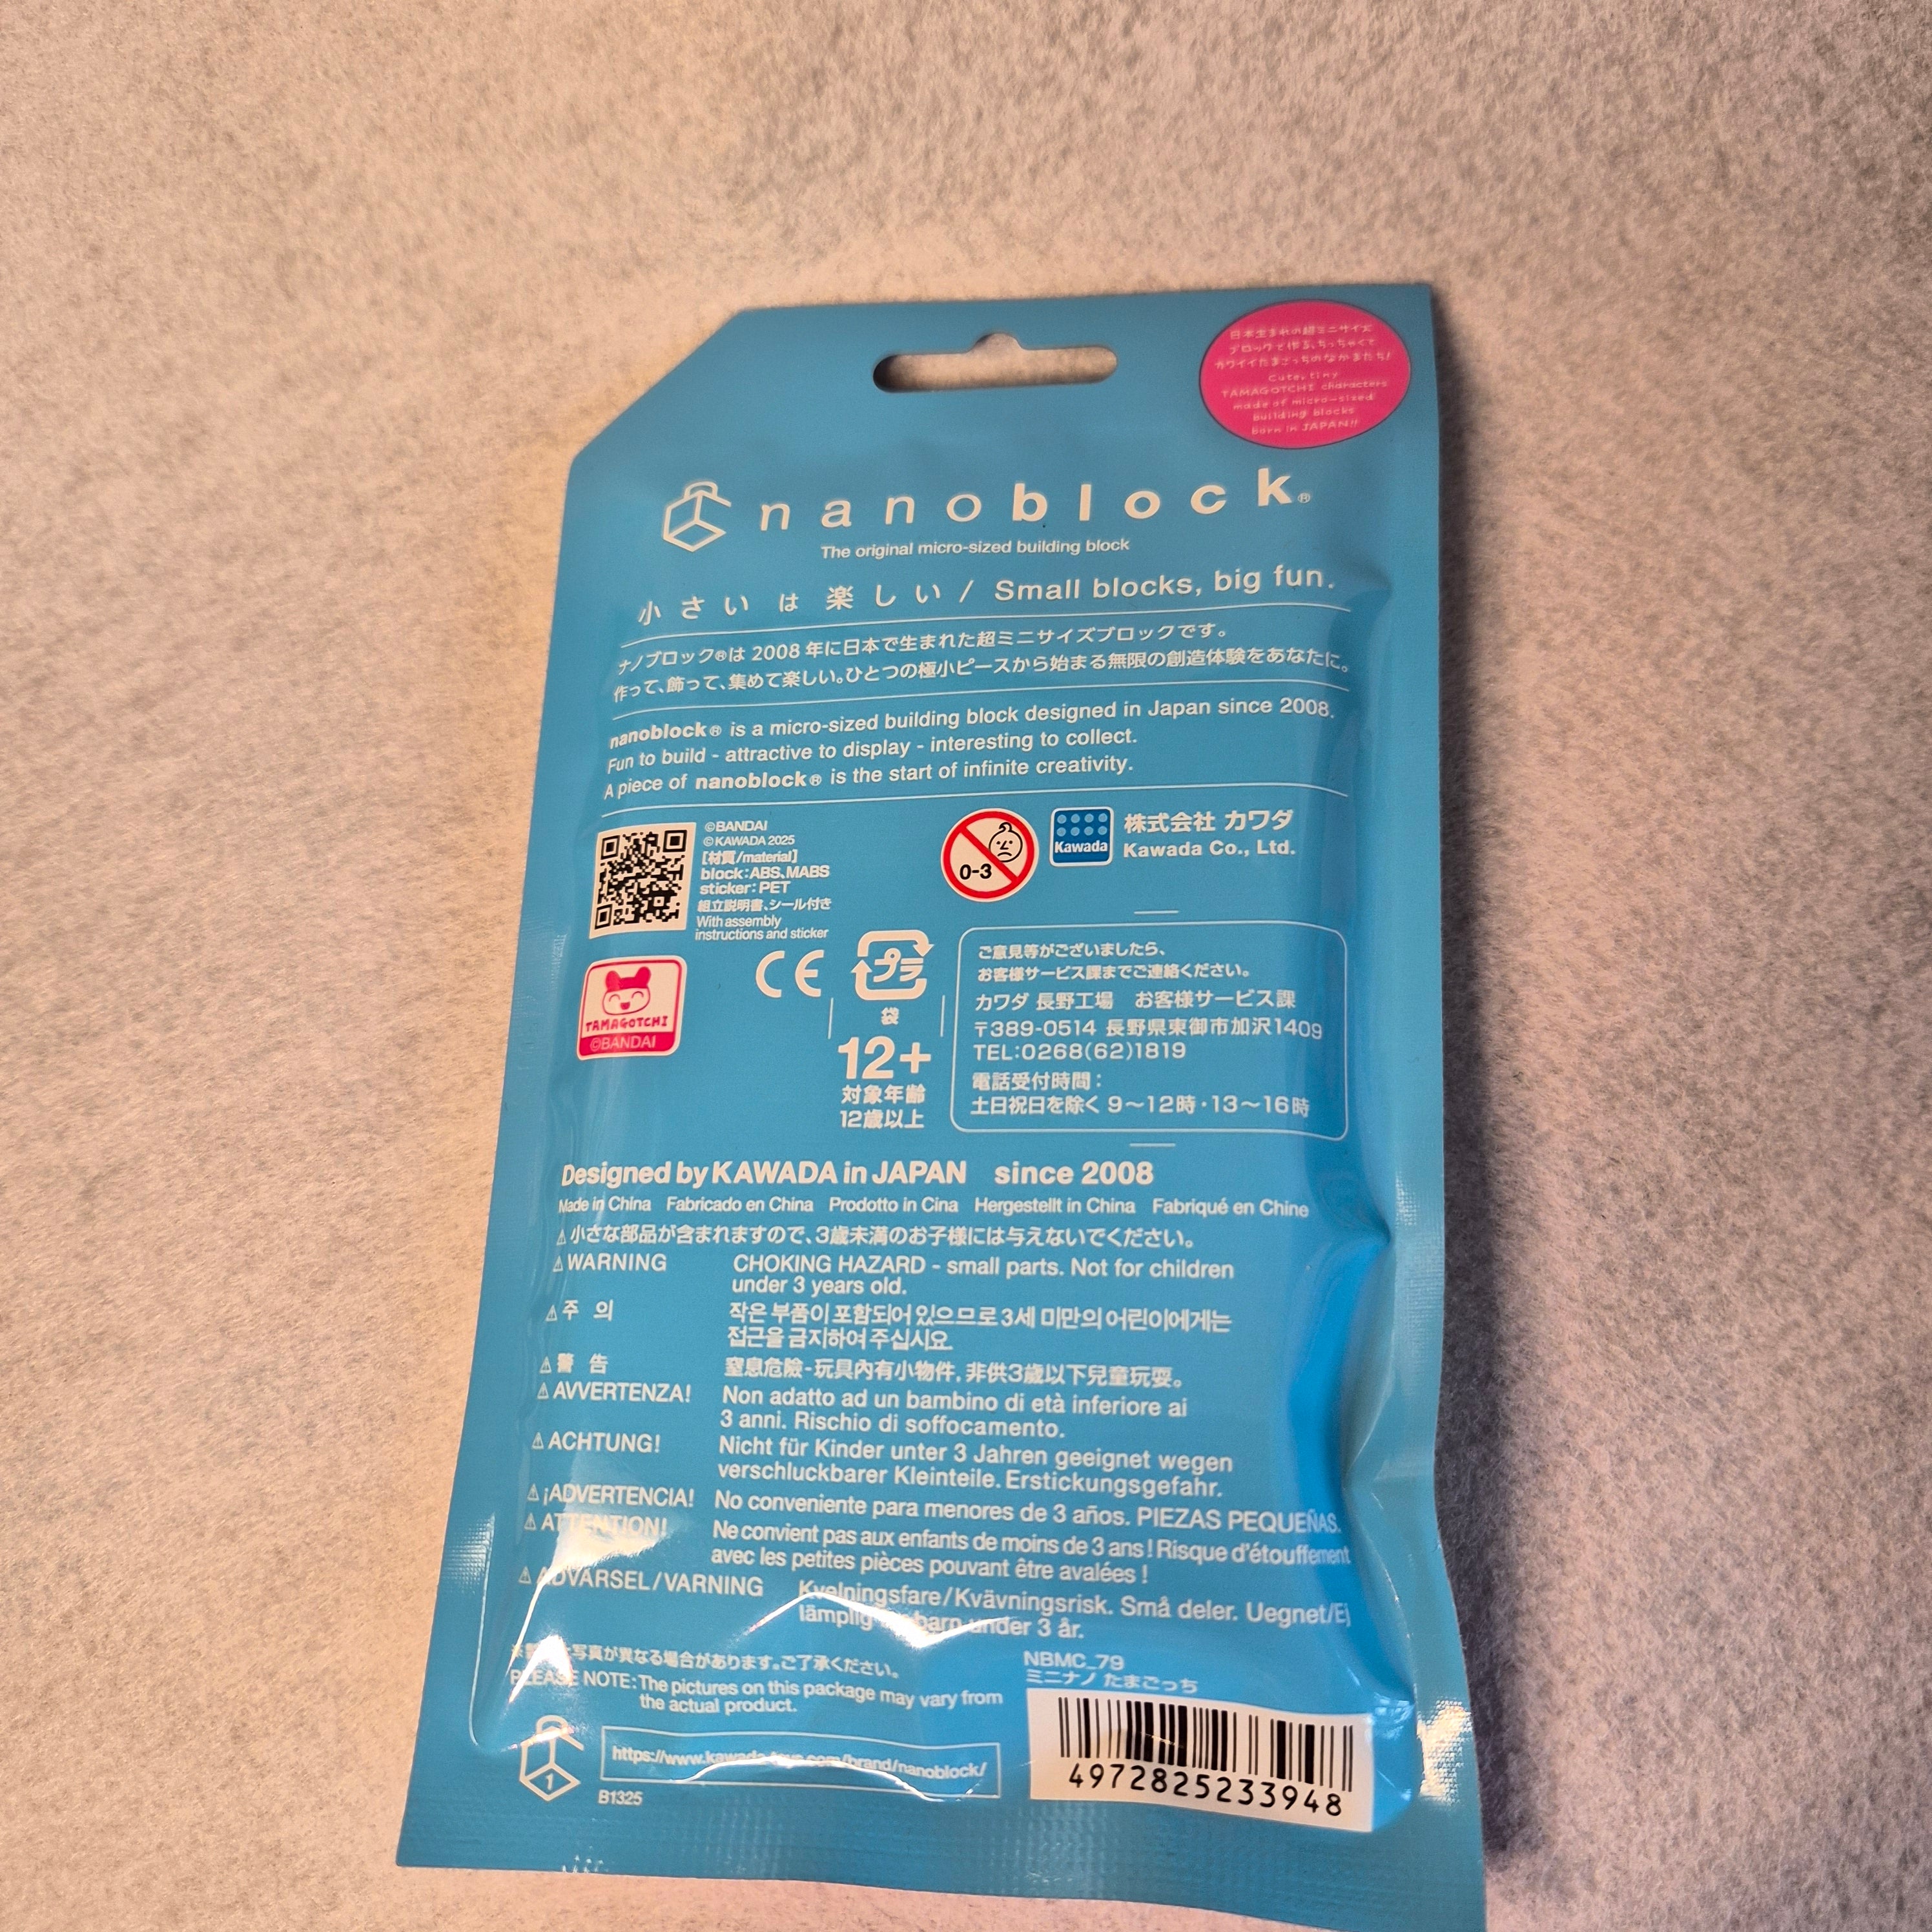 日本生まれの超ミニサイズ
ブロックで作る、ちっちゃくて
カワイイたまごっちのなかまたち!
Cute, tiny
TAMAGOTCHI characters
made of micro-sized
building blocks
born in JAPAN!!
nanoblock®
The original micro-sized building block
小さいは楽しい / Small blocks, big fun.
ナノブロック®は 2008 年に日本で生まれた超ミニサイズブロックです。
作って、飾って、集めて楽しい。ひとつの極小ピースから始まる無限の創造体験をあなたに。
nanoblock® is a micro-sized building block designed in Japan since 2008.
Fun to build - attractive to display - interesting to collect.
A piece of nanoblock® is the start of infinite creativity.
©BANDAI
©KAWADA 2025
【材質/material】
block:ABS、MABS
sticker:PET
組立説明書、シール付き
With assembly
instructions and sticker
0-3
Kawada
株式会社 カワダ
Kawada Co., Ltd.
TAMAGOTCHI
©BANDAI
CE
プラ
袋
12+
対象年齢
12歳以上
ご意見等がございましたら、
お客様サービス課までご連絡ください。
カワダ 長野工場 お客様サービス課
〒389-0514 長野県東御市加沢1409
TEL:0268(62)1819
電話受付時間:
土日祝日を除く 9〜12時・13〜16時
Designed by KAWADA in JAPAN since 2008
Made in China Fabricado en China Prodotto in Cina Hergestellt in China Fabriqué en Chine
⚠小さな部品が含まれますので、3歳未満のお子様には与えないでください。
⚠WARNING CHOKING HAZARD - small parts. Not for children
under 3 years old.
⚠주 의 작은 부품이 포함되어 있으므로 3세 미만의 어린이에게는
접근을 금지하여 주십시요.
⚠警 告 窒息危險-玩具內有小物件, 非供3歲以下兒童玩耍。
⚠AVVERTENZA! Non adatto ad un bambino di età inferiore ai
3 anni. Rischio di soffocamento.
⚠ACHTUNG! Nicht für Kinder unter 3 Jahren geeignet wegen
verschluckbarer Kleinteile. Erstickungsgefahr.
⚠¡ADVERTENCIA! No conveniente para menores de 3 años. PIEZAS PEQUEÑAS.
⚠ATTENTION! Ne convient pas aux enfants de moins de 3 ans ! Risque d'étouffement
avec les petites pièces pouvant être avalées !
⚠ADVARSEL/VARNING Kvelningsfare/Kvävningsrisk. Små deler. Uegnet/Ej
lämplig barn under 3 år.
写真が異なる場合があります。ご了承ください。
PLEASE NOTE: The pictures on this package may vary from
the actual product.
NBMC_79
ミニナノ たまごっち
1
https://www.kawada-toys.com/brand/nanoblock/
B1325
4972825233948